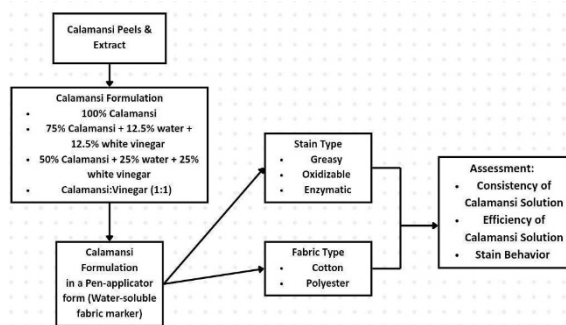 Calamansi Peels &
Extract
Calamansi Formulation
• 100% Calamansi
• 75% Calamansi + 12.5% water +
12.5% white vinegar
• 50% Calamansi + 25% water + 25%
white vinegar
• Calamansi:Vinegar (1:1)
Calamansi
Formulation
in a Pen-applicator
form (Water-soluble
fabric marker)
Stain Type
• Greasy
• Oxidizable
• Enzymatic
Fabric Type
• Cotton
• Polyester
Assessment:
• Consistency of
Calamansi Solution
• Efficiency of
Calamansi Solution
• Stain Behavior